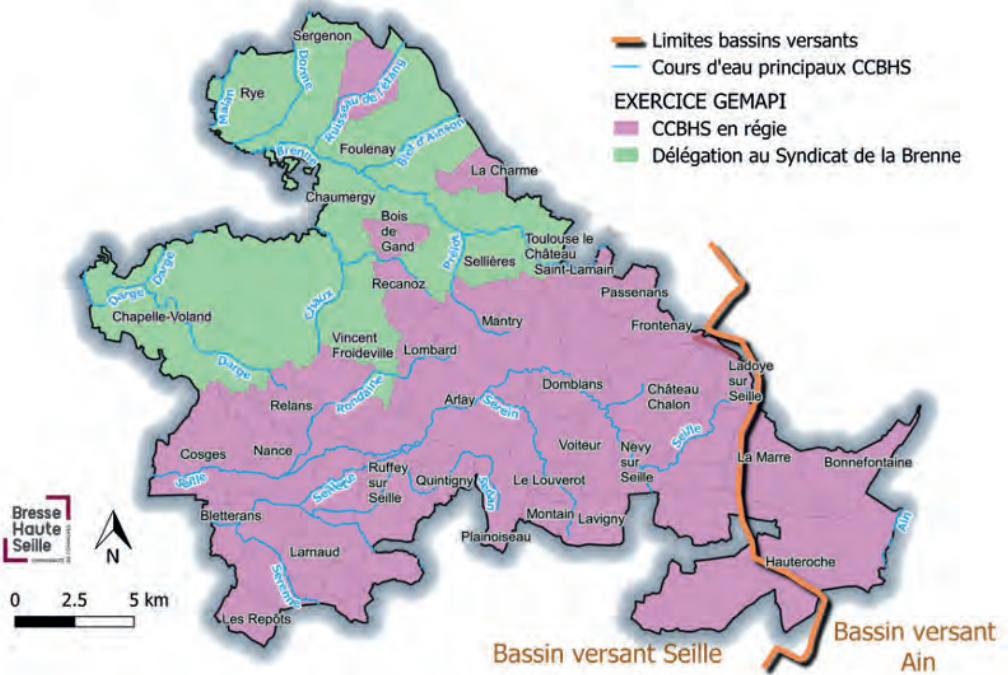 Limites bassins versants
Cours d'eau principaux CCBHS
EXERCICE GEMAPI
CCBHS en régie
Délégation au Syndicat de la Brenne
Sergenon
Dorme
Malan
Rye
Ruisseau de l'étang
Foulenay
Bief d'Ainson
Brenne
La Charme
Chaumergy
Bois
de
Gand
Préiot
Toulouse le
Château
Sellières
Saint-Lamain
Darge
Darge
Recanoz
Passenans
Chapelle-Voland
Chaux
Mantry
Frontenay
Vincent
Froideville
Lombard
Darge
Ladoye
sur
Seille
Rondaine
Domblans
Château
Chalon
Relans
Arlay
Serein
Seille
Voiteur
Nevy
sur
Seille
La Marre
Bonnefontaine
Cosges
Nance
Ruffey
sur
Seille
Quintigny
Le Louverot
Seille
Bletterans
Montain
Lavigny
Plainoiseau
Ain
Larnaud
Hauteroche
Les Repôts
Bresse
Haute
Seille
N
0 2.5 5 km
Bassin versant Seille
Bassin versant
Ain